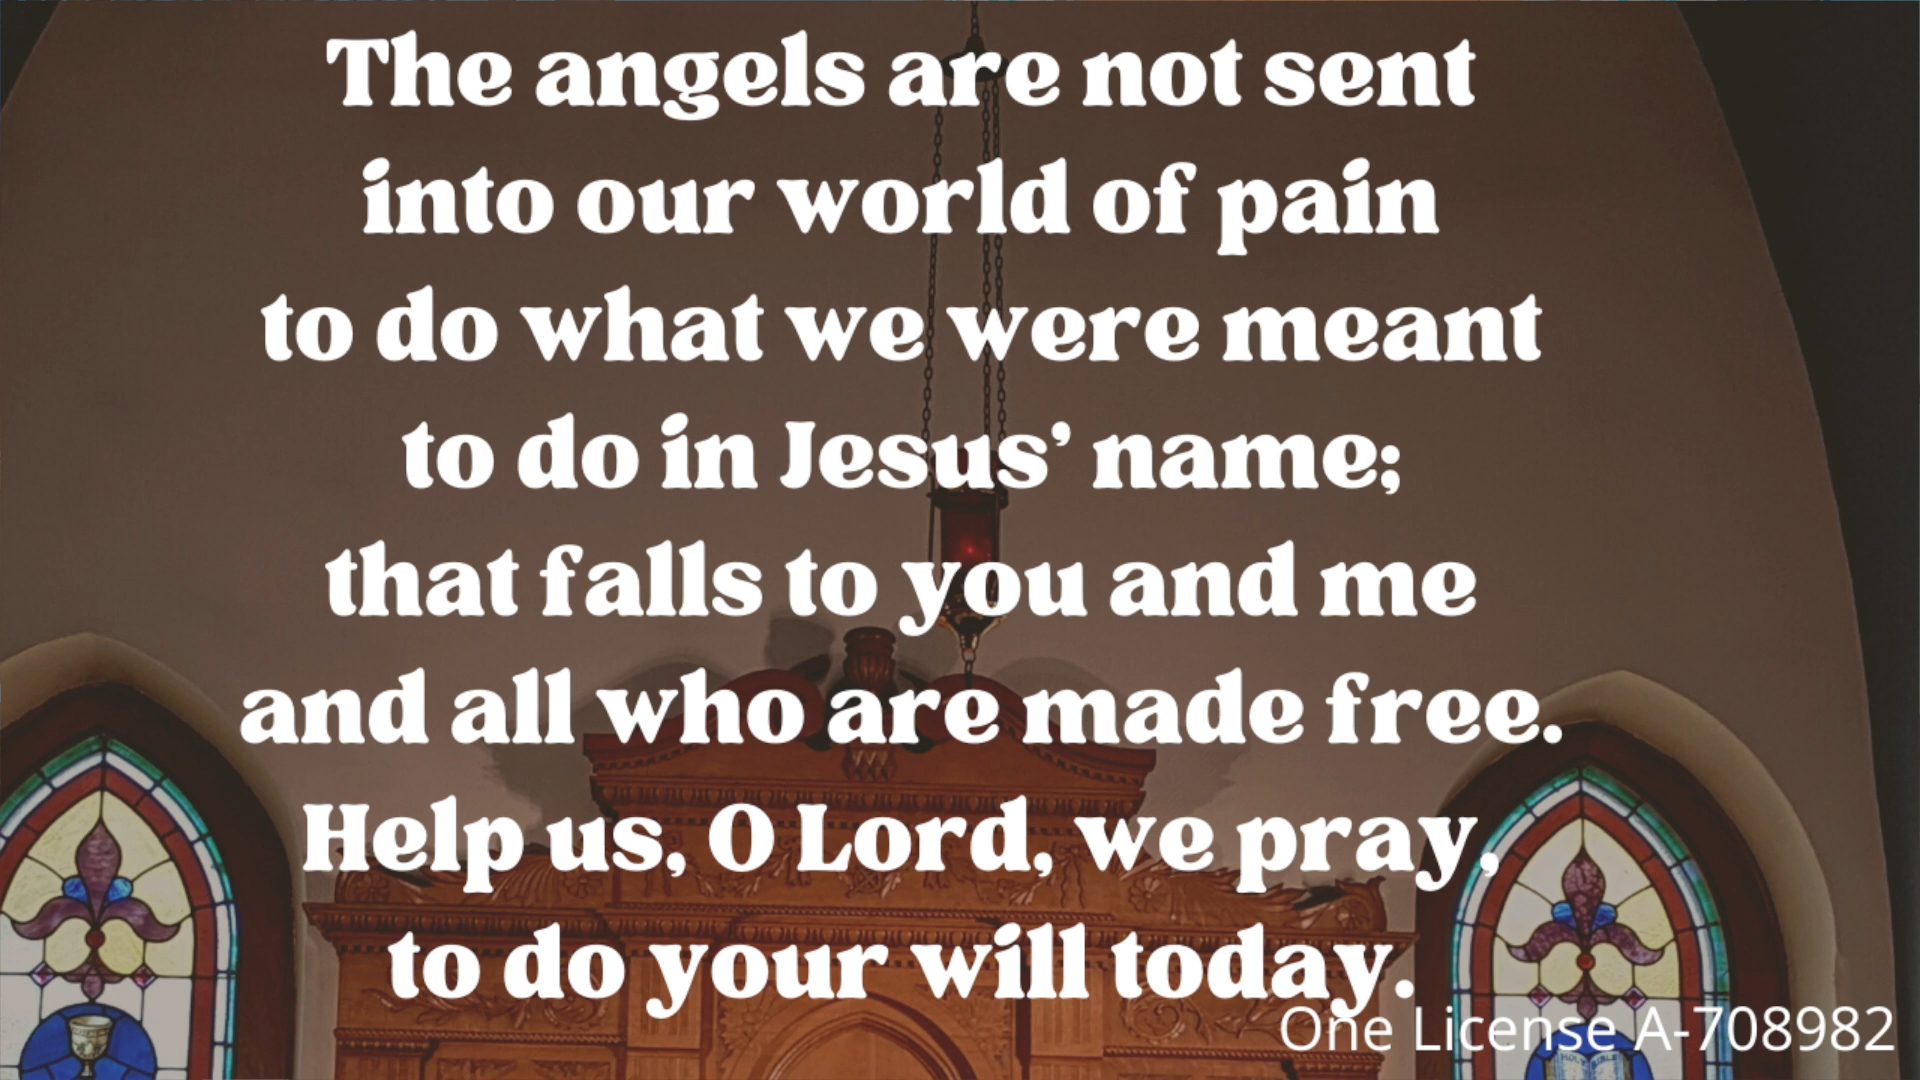 The angels are not sent
into our world of pain
to do what we were meant
to do in Jesus’ name;
that falls to you and me
and all who are made free.
Help us, O Lord, we pray,
to do your will today.
One License A-708982
HOLY BIBLE